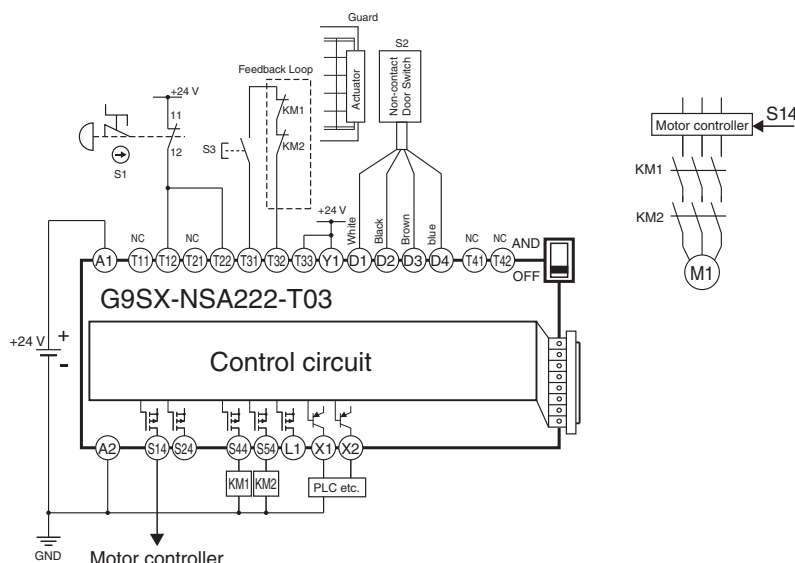 Guard
S2
Feedback Loop
Actuator
Non-contact
Door Switch
+24 V
11
KM1
12
S3
KM2
S1
S14
Motor controller
KM1
KM2
M1
+24 V
White
Black
Brown
blue
NC
NC
NC
NC
AND
A1
T11
T12
T21
T22
T31
T32
T33
Y1
D1
D2
D3
D4
T41
T42
OFF
G9SX-NSA222-T03
+24 V
+
-
Control circuit
A2
S14
S24
S44
S54
L1
X1
X2
KM1
KM2
PLC etc.
GND
Motor controller